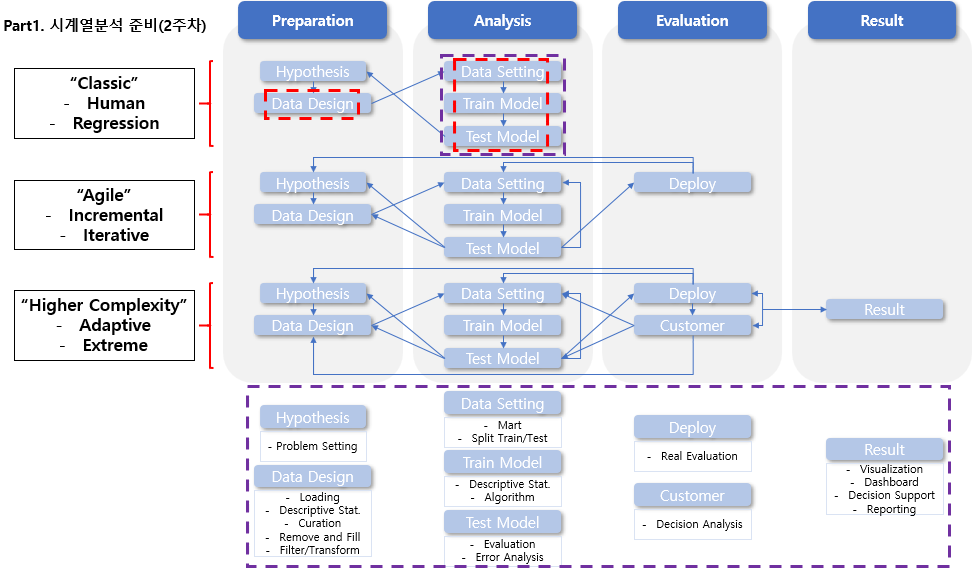 Part1. 시계열분석 준비(2주차)
Preparation
Analysis
Evaluation
Result
“Classic”
- Human
- Regression
Hypothesis
Data Design
Data Setting
Train Model
Test Model
“Agile”
- Incremental
- Iterative
Hypothesis
Data Design
Data Setting
Train Model
Test Model
Deploy
“Higher Complexity”
- Adaptive
- Extreme
Hypothesis
Data Design
Data Setting
Train Model
Test Model
Deploy
Customer
Result
Hypothesis
- Problem Setting
Data Design
- Loading
- Descriptive Stat.
- Curation
- Remove and Fill
- Filter/Transform
Data Setting
- Mart
- Split Train/Test
Train Model
- Descriptive Stat.
- Algorithm
Test Model
- Evaluation
- Error Analysis
Deploy
- Real Evaluation
Customer
- Decision Analysis
Result
- Visualization
- Dashboard
- Decision Support
- Reporting